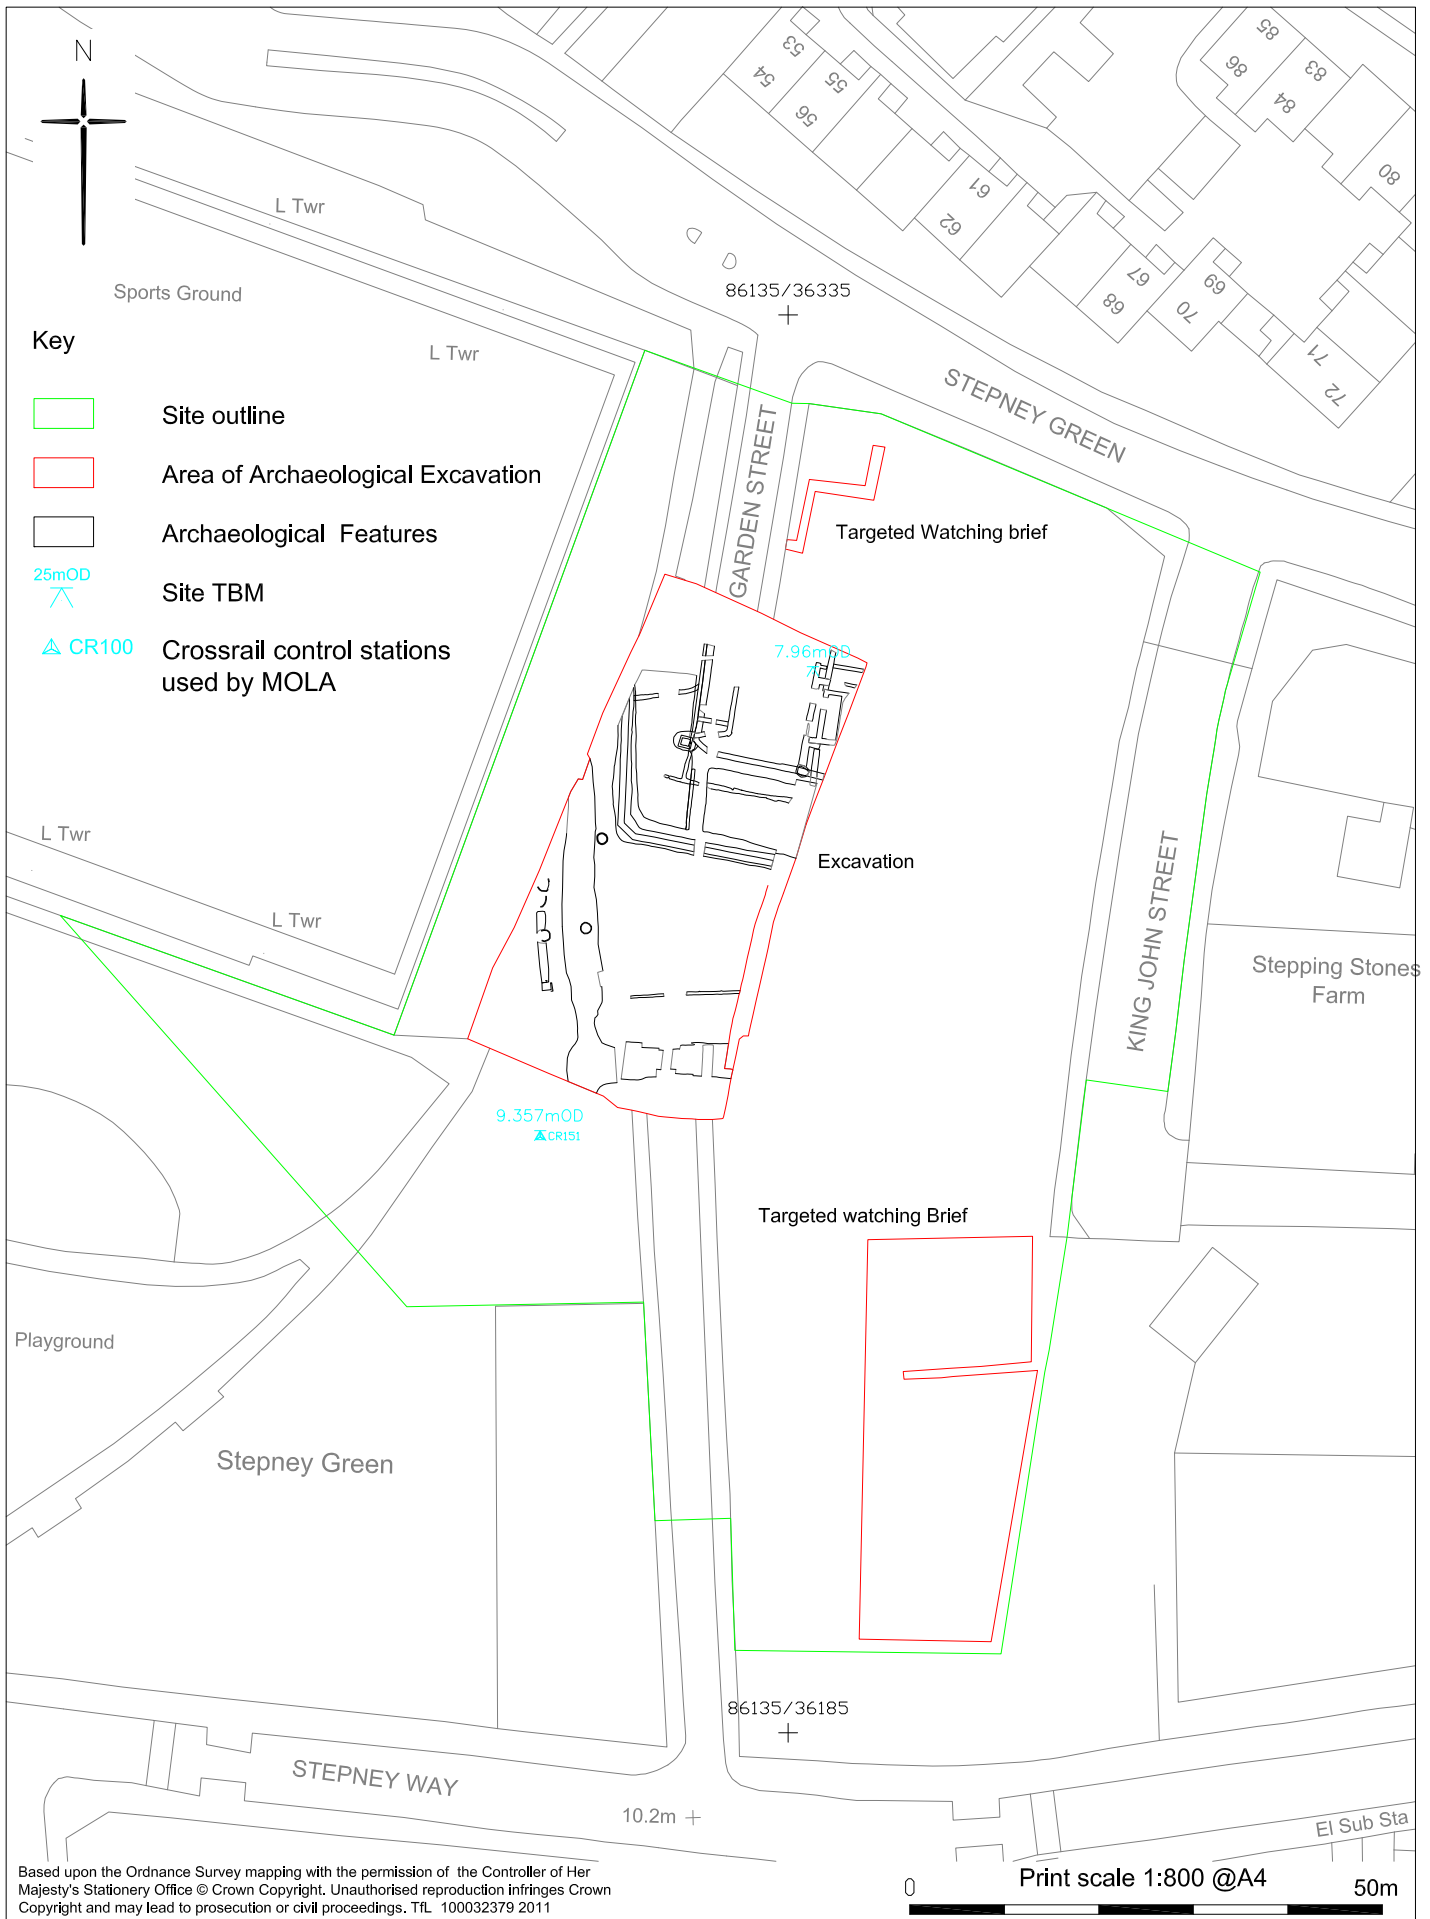 N
53
54
55
56
61
62
67
68
69
70
71
72
85
86
83
84
80
L Twr
Sports Ground
86135/36335
Key
L Twr
STEPNEY GREEN
Site outline
GARDEN STREET
Area of Archaeological Excavation
Archaeological Features
Targeted Watching brief
25mOD
Site TBM
CR100
Crossrail control stations
used by MOLA
7.96mOD
L Twr
Excavation
L Twr
KING JOHN STREET
Stepping Stones
Farm
9.357mOD
CR151
Targeted watching Brief
Playground
Stepney Green
86135/36185
STEPNEY WAY
10.2m
El Sub Sta
Based upon the Ordnance Survey mapping with the permission of the Controller of Her
Majesty's Stationery Office © Crown Copyright. Unauthorised reproduction infringes Crown
Copyright and may lead to prosecution or civil proceedings. TfL 100032379 2011
Print scale 1:800 @A4
0
50m